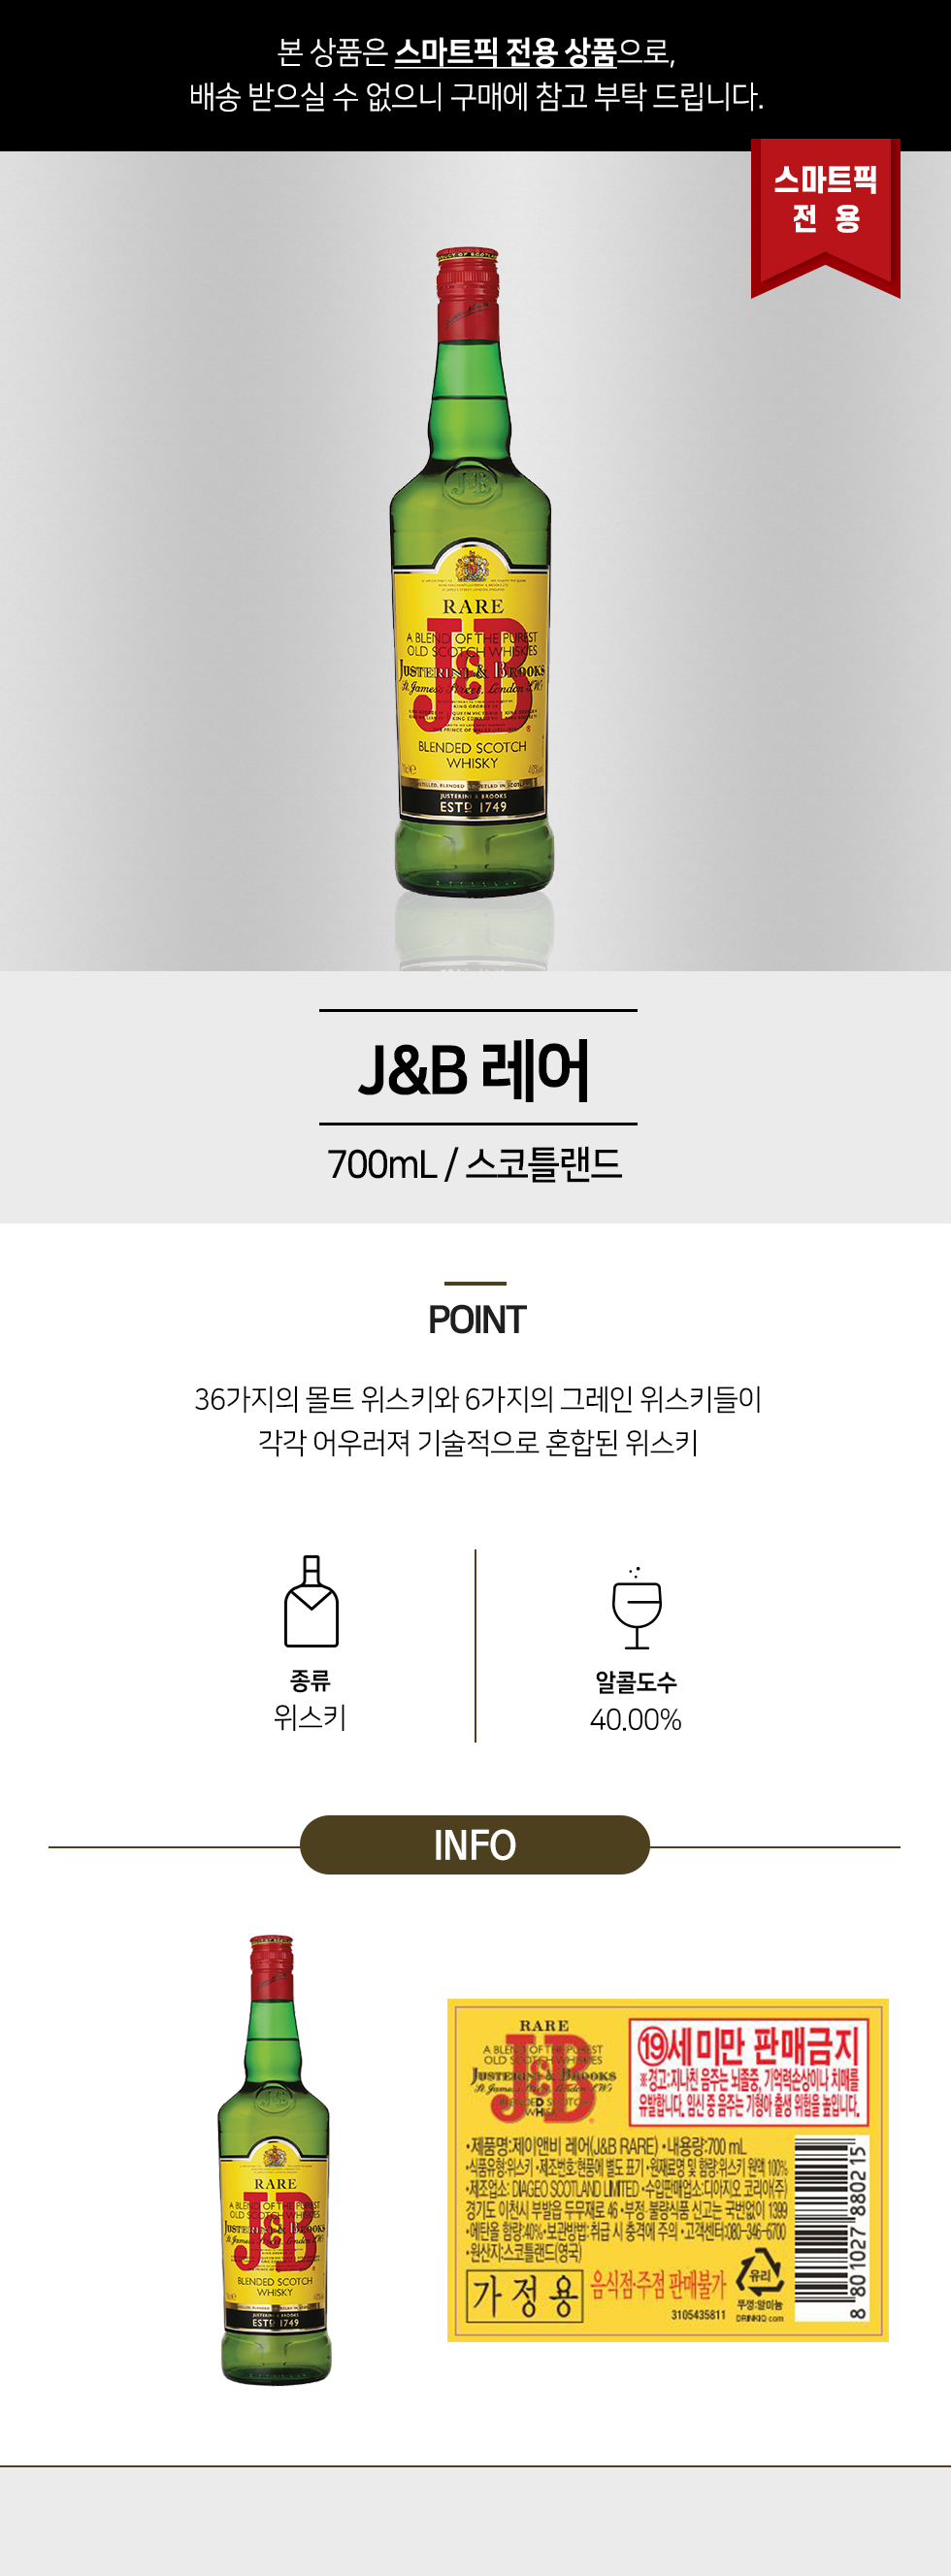 본 상품은 스마트픽 전용 상품으로,
배송 받으실 수 없으니 구매에 참고 부탁 드립니다.
스마트픽
전 용
J&B
RARE
J&B
A BLEND OF THE PUREST
OLD SCOTCH WHISKIES
JUSTERINI & BROOKS
St. James's Street, London S.W.1
BLENDED SCOTCH
WHISKY
JUSTERINI & BROOKS
ESTD 1749
J&B 레어
700mL / 스코틀랜드
POINT
36가지의 몰트 위스키와 6가지의 그레인 위스키들이
각각 어우러져 기술적으로 혼합된 위스키
종류
위스키
알콜도수
40.00%
INFO
RARE
J&B
A BLEND OF THE PUREST
OLD SCOTCH WHISKIES
JUSTERINI & BROOKS
BLENDED SCOTCH
WHISKY
ESTD 1749
RARE
J&B
A BLEND OF THE PUREST
OLD SCOTCH WHISKIES
JUSTERINI & BROOKS
BLENDED SCOTCH
WHISKY
⑲세 미만 판매금지
※경고:지나친 음주는 뇌졸중, 기억력손상이나 치매를
유발합니다. 임신 중 음주는 기형아 출생 위험을 높입니다.
•제품명:제이앤비 레어(J&B RARE) •내용량:700 mL
•식품유형:위스키 •제조번호:현품에 별도 표기 •원재료명 및 함량:위스키 원액 100%
•제조업소: DIAGEO SCOTLAND LIMITED •수입판매업소:디아지오 코리아(주)
경기도 이천시 부발읍 두무재로 46 •부정·불량식품 신고는 국번없이 1399
•에탄올 함량:40% •보관방법: 취급 시 충격에 주의 •고객센터:080-346-6700
•원산지:스코틀랜드(영국)
가 정 용
음식점·주점 판매불가
3105435811
유리
뚜껑:알미늄
DRINKiQ.com
8 801027 880215